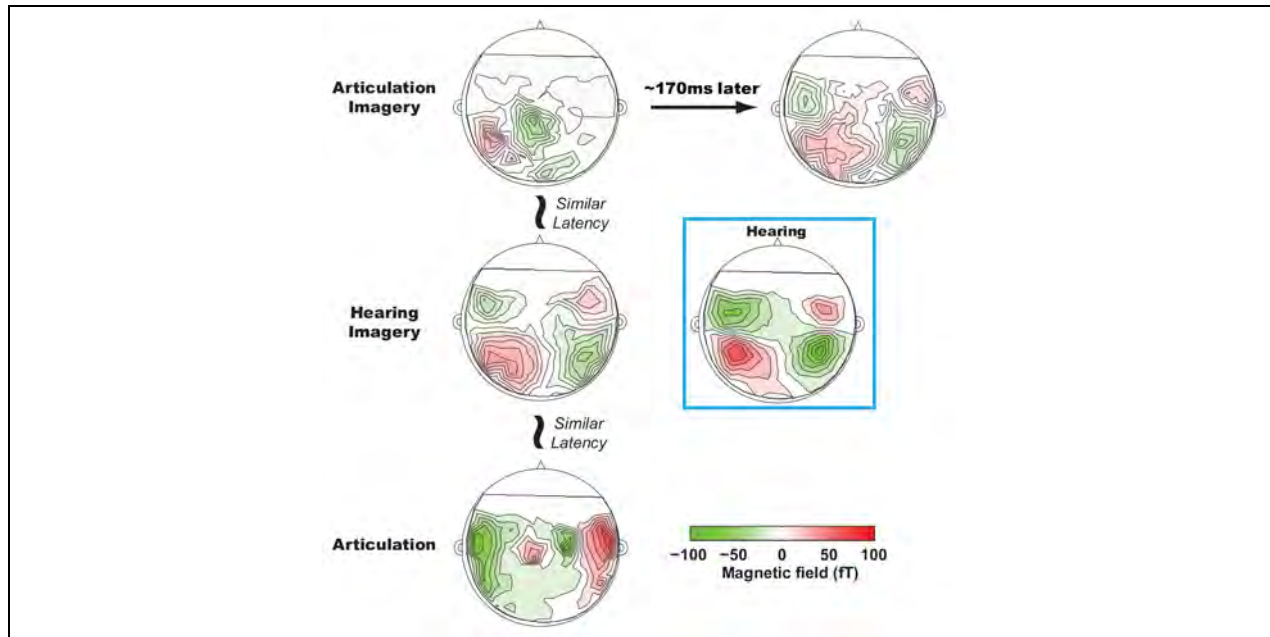 Articulation
Imagery
~170ms later
Similar
Latency
Hearing
Hearing
Imagery
Similar
Latency
Articulation
−100 −50 0 50 100
Magnetic field (fT)